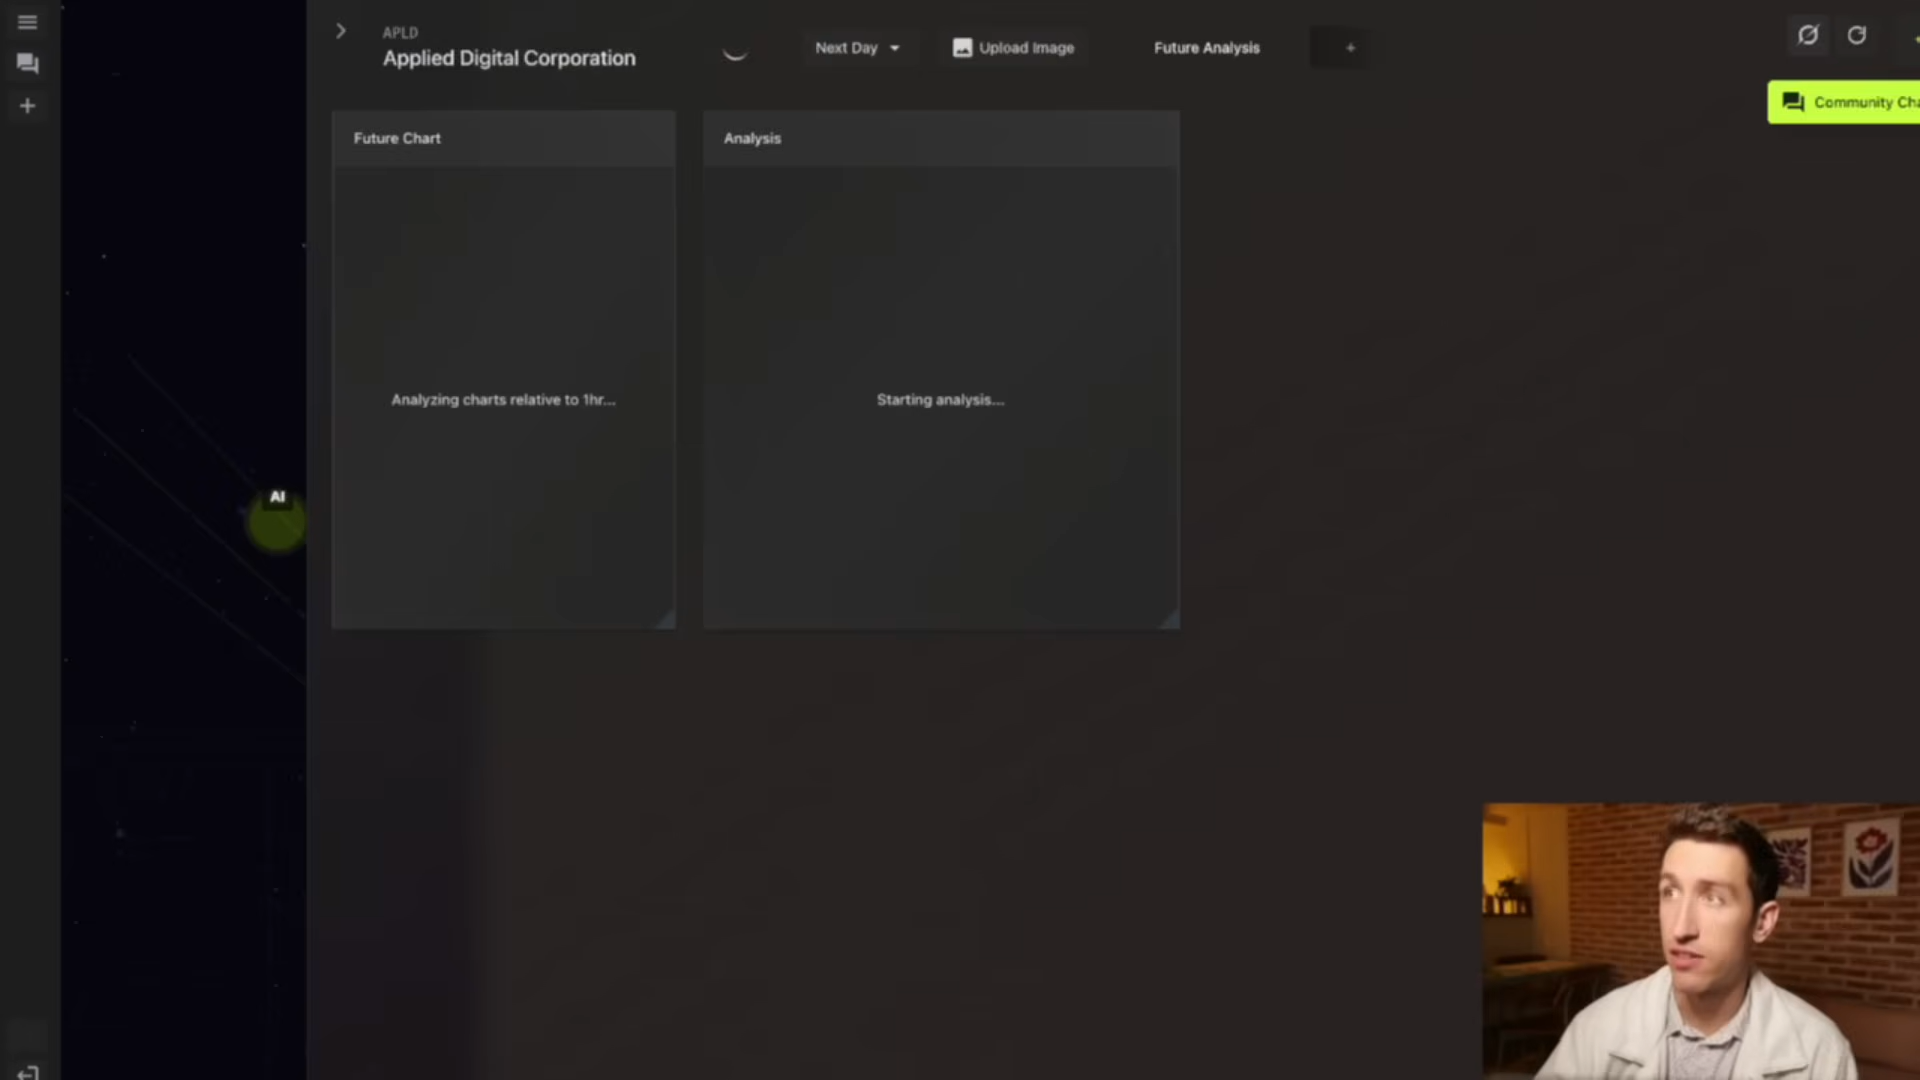 APLD
Applied Digital Corporation
Next Day
Upload Image
Future Analysis
+
Community
Future Chart
Analysis
Analyzing charts relative to 1hr...
Starting analysis...
AI